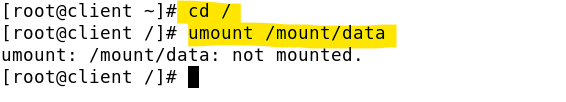 [root@client ~]# cd /
[root@client /]# umount /mount/data
umount: /mount/data: not mounted.
[root@client /]#